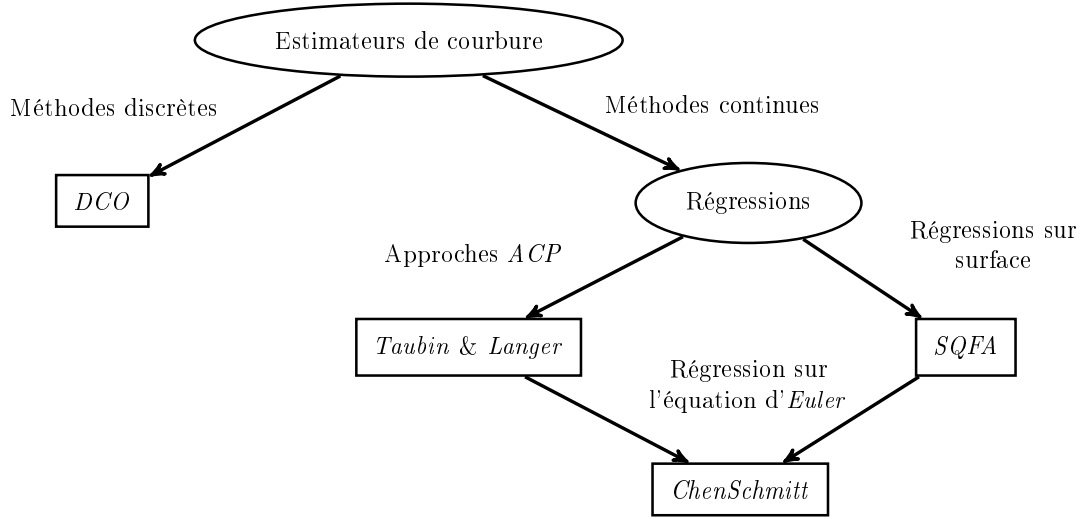 Estimateurs de courbure
Méthodes discrètes
Méthodes continues
DCO
Régressions
Approches ACP
Régressions sur
surface
Taubin & Langer
SQFA
Régression sur
l'équation d'Euler
ChenSchmitt